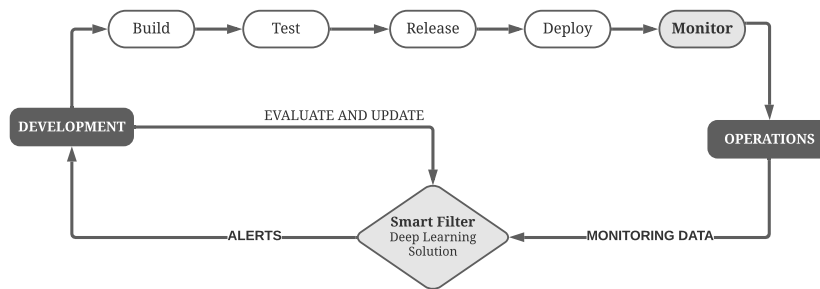 Build
Test
Release
Deploy
Monitor
DEVELOPMENT
EVALUATE AND UPDATE
OPERATIONS
Smart Filter
Deep Learning
Solution
ALERTS
MONITORING DATA